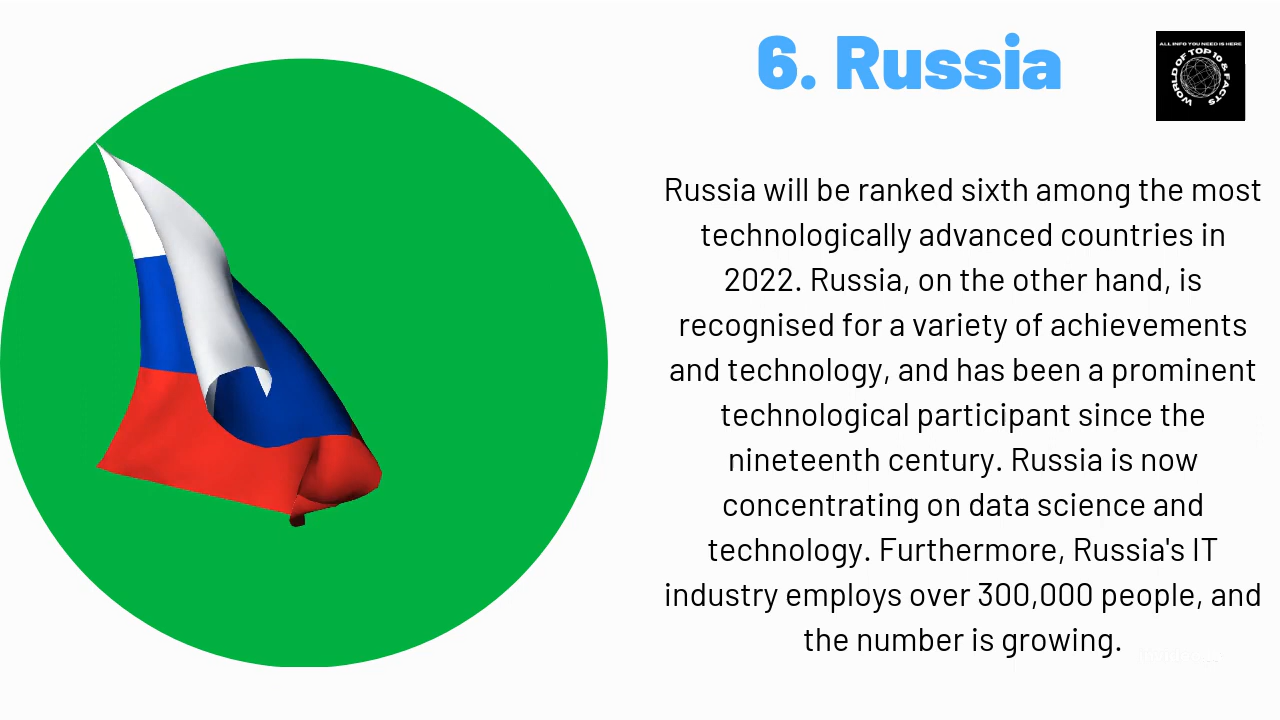 6. Russia
ALL INFO YOU NEED IS HERE
WORLD OF TOP 10 & FACTS
Russia will be ranked sixth among the most
technologically advanced countries in
2022. Russia, on the other hand, is
recognised for a variety of achievements
and technology, and has been a prominent
technological participant since the
nineteenth century. Russia is now
concentrating on data science and
technology. Furthermore, Russia's IT
industry employs over 300,000 people, and
the number is growing.